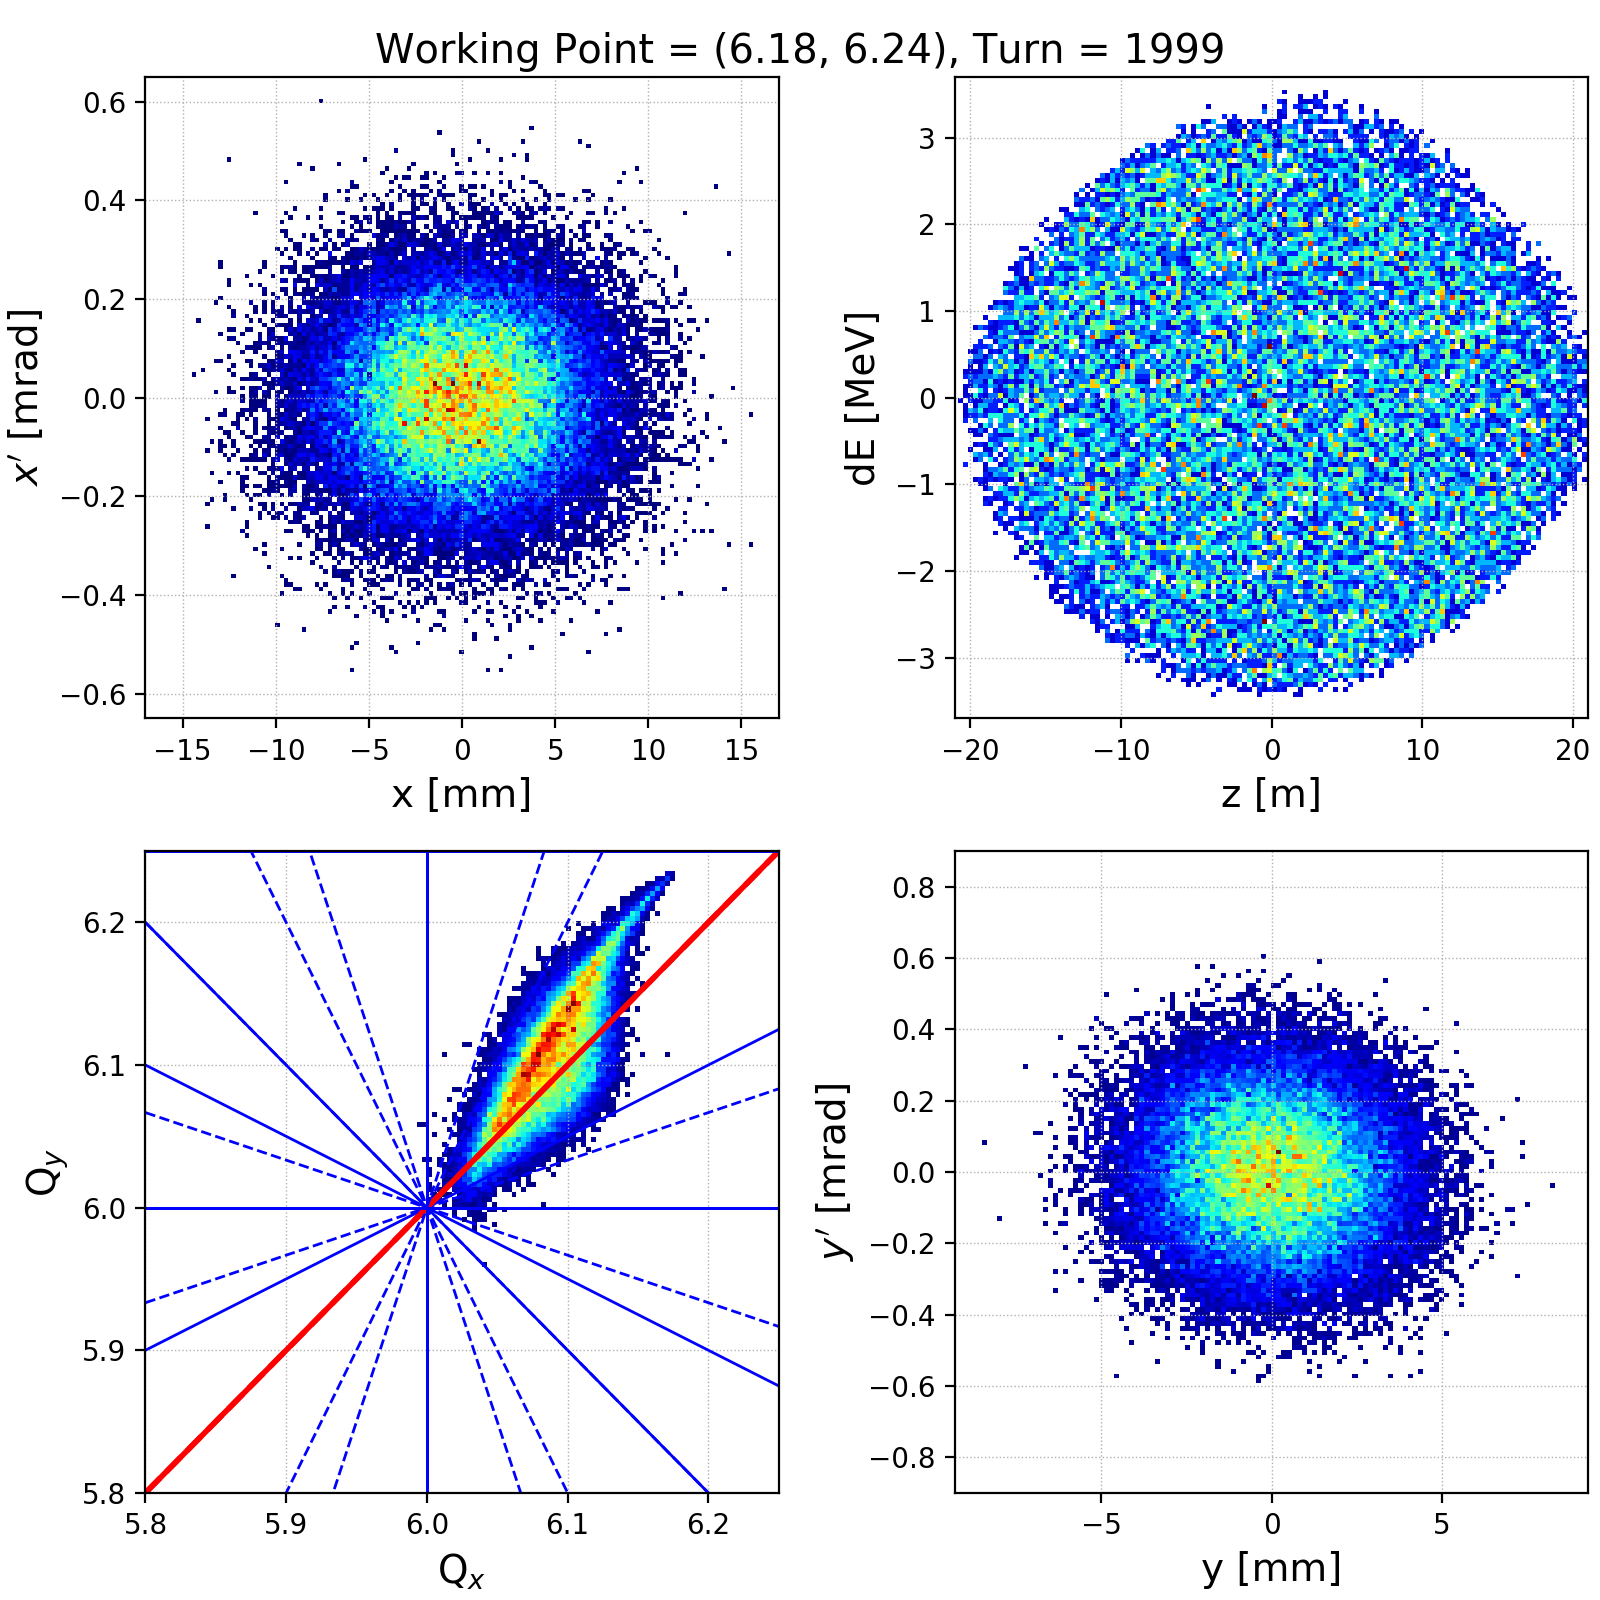 Working Point = (6.18, 6.24), Turn = 1999
0.6
0.4
0.2
0.0
−0.2
−0.4
−0.6
x′ [mrad]
−15 −10 −5 0 5 10 15
x [mm]
3
2
1
0
−1
−2
−3
dE [MeV]
−20 −10 0 10 20
z [m]
6.2
6.1
6.0
5.9
5.8
Qy
5.8 5.9 6.0 6.1 6.2
Qx
0.8
0.6
0.4
0.2
0.0
−0.2
−0.4
−0.6
−0.8
y′ [mrad]
−5 0 5
y [mm]